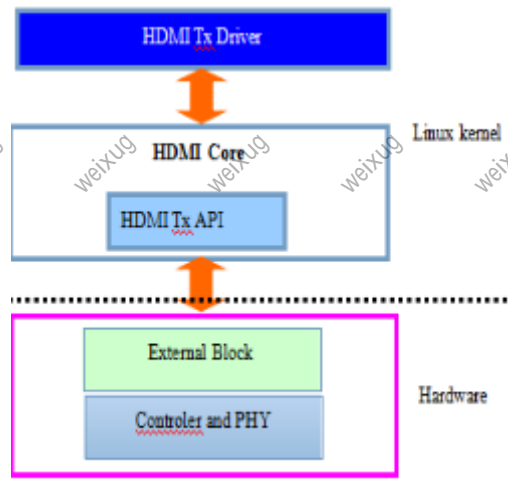 HDMI Tx Driver
Linux kernel
HDMI Core
weixug
weixug
weixug
weix
HDMI Tx API
External Block
Controler and PHY
Hardware